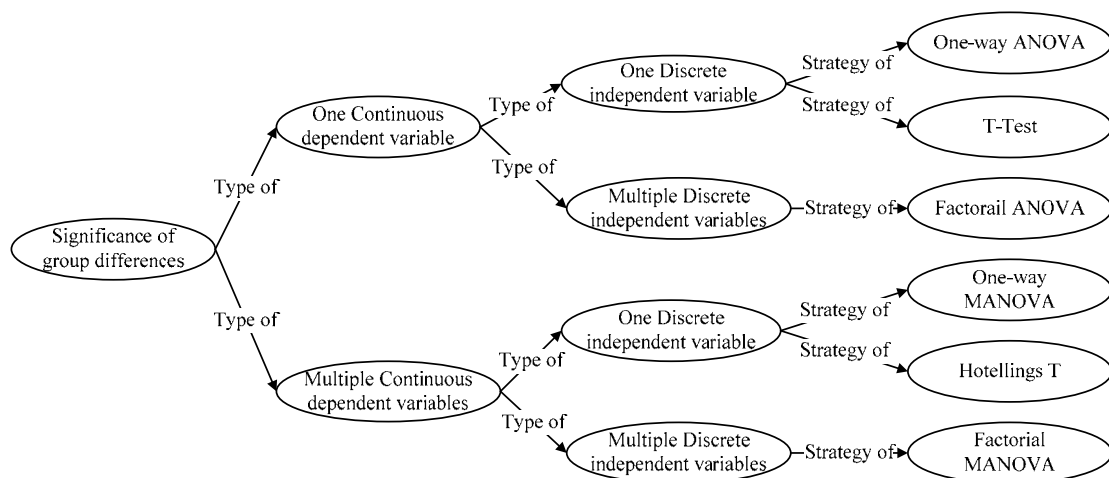 One-way ANOVA
Strategy of
One Discrete
independent variable
Strategy of
Type of
T-Test
One Continuous
dependent variable
Type of
Type of
Multiple Discrete
independent variables
Strategy of
Factorail ANOVA
Significance of
group differences
One-way
MANOVA
Type of
Strategy of
One Discrete
independent variable
Type of
Strategy of
Hotellings T
Multiple Continuous
dependent variables
Type of
Multiple Discrete
independent variables
Strategy of
Factorial
MANOVA